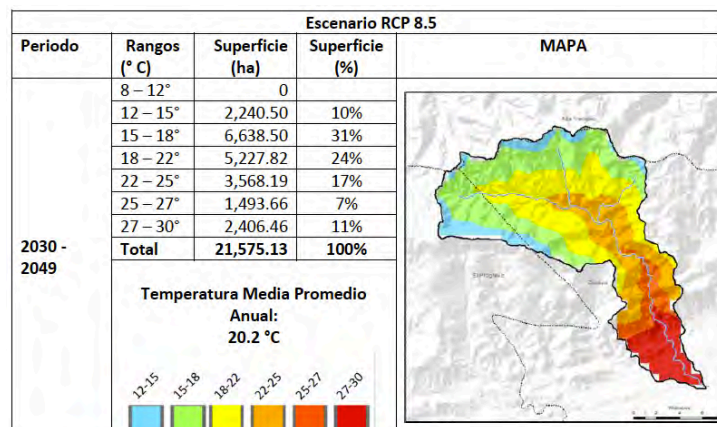 Escenario RCP 8.5
Periodo Rangos (° C) Superficie (ha) Superficie (%) MAPA
8 – 12° 0
12 – 15° 2,240.50 10%
15 – 18° 6,638.50 31%
18 – 22° 5,227.82 24%
22 – 25° 3,568.19 17%
25 – 27° 1,493.66 7%
27 – 30° 2,406.46 11%
Total 21,575.13 100%
2030 -
2049
Temperatura Media Promedio
Anual:
20.2 °C
12-15 15-18 18-22 22-25 25-27 27-30